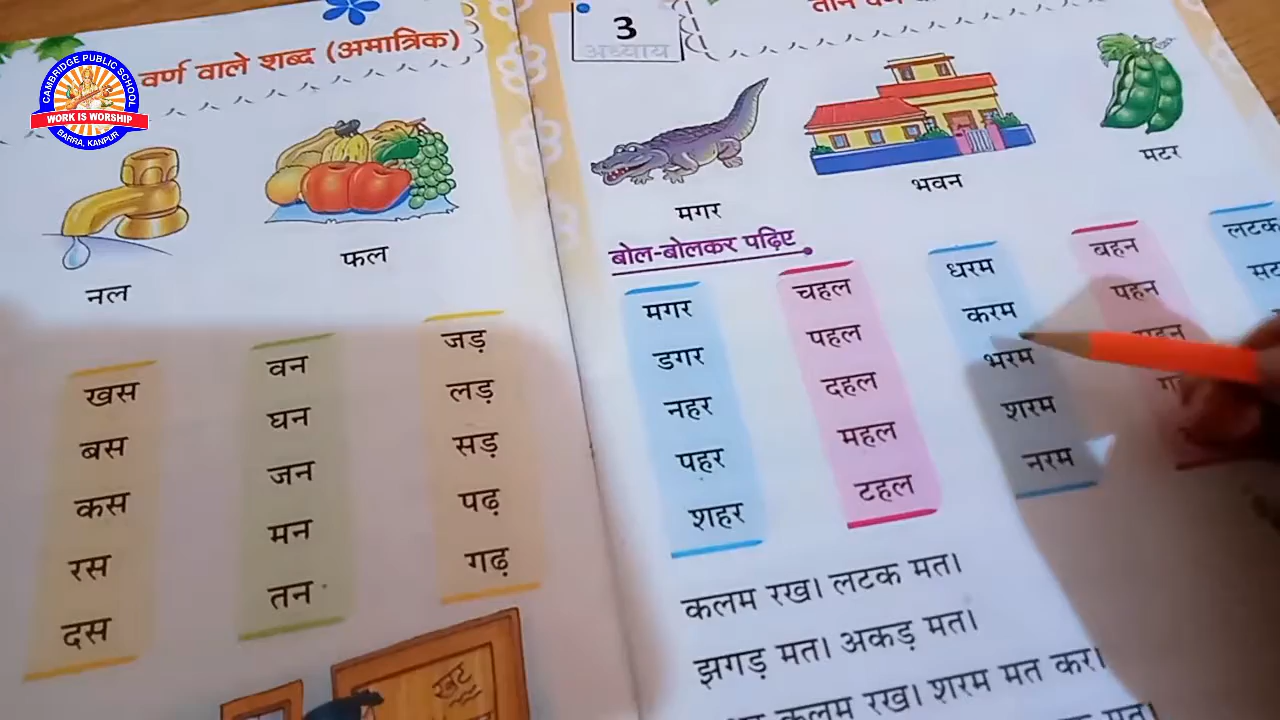 CAMBRIDGE PUBLIC SCHOOL
WORK IS WORSHIP
BARRA, KANPUR
वर्ण वाले शब्द (अमात्रिक)
नल
फल
खस
बस
कस
रस
दस
वन
घन
जन
मन
तन
जड़
लड़
सड़
पढ़
गढ़
3
अध्याय
तीन वर्ण
मगर
भवन
मटर
बोल-बोलकर पढ़िए
मगर
डगर
नहर
पहर
शहर
चहल
पहल
दहल
महल
टहल
धरम
करम
भरम
शरम
नरम
बहन
पहन
लटक
कलम रख। लटक मत।
झगड़ मत। अकड़ मत।
कलम रख। शरम मत कर।
मत।